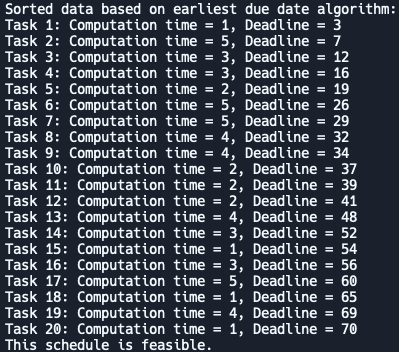 Sorted data based on earliest due date algorithm:
Task 1: Computation time = 1, Deadline = 3
Task 2: Computation time = 5, Deadline = 7
Task 3: Computation time = 3, Deadline = 12
Task 4: Computation time = 3, Deadline = 16
Task 5: Computation time = 2, Deadline = 19
Task 6: Computation time = 5, Deadline = 26
Task 7: Computation time = 5, Deadline = 29
Task 8: Computation time = 4, Deadline = 32
Task 9: Computation time = 4, Deadline = 34
Task 10: Computation time = 2, Deadline = 37
Task 11: Computation time = 2, Deadline = 39
Task 12: Computation time = 2, Deadline = 41
Task 13: Computation time = 4, Deadline = 48
Task 14: Computation time = 3, Deadline = 52
Task 15: Computation time = 1, Deadline = 54
Task 16: Computation time = 3, Deadline = 56
Task 17: Computation time = 5, Deadline = 60
Task 18: Computation time = 1, Deadline = 65
Task 19: Computation time = 4, Deadline = 69
Task 20: Computation time = 1, Deadline = 70
This schedule is feasible.